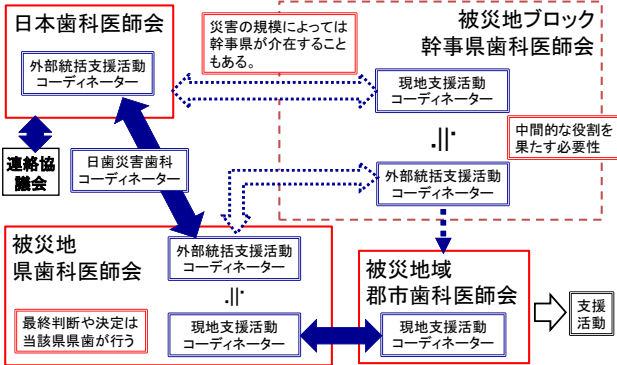 日本歯科医師会
外部統括支援活動
コーディネーター
災害の規模によっては
幹事県が介在すること
もある。
被災地ブロック
幹事県歯科医師会
現地支援活動
コーディネーター
.||·
中間的な役割を
果たす必要性
外部統括支援活動
コーディネーター
連絡協
議会
日歯災害歯科
コーディネーター
被災地
県歯科医師会
外部統括支援活動
コーディネーター
.||·
最終判断や決定は
当該県県歯が行う
現地支援活動
コーディネーター
被災地域
郡市歯科医師会
現地支援活動
コーディネーター
支援
活動